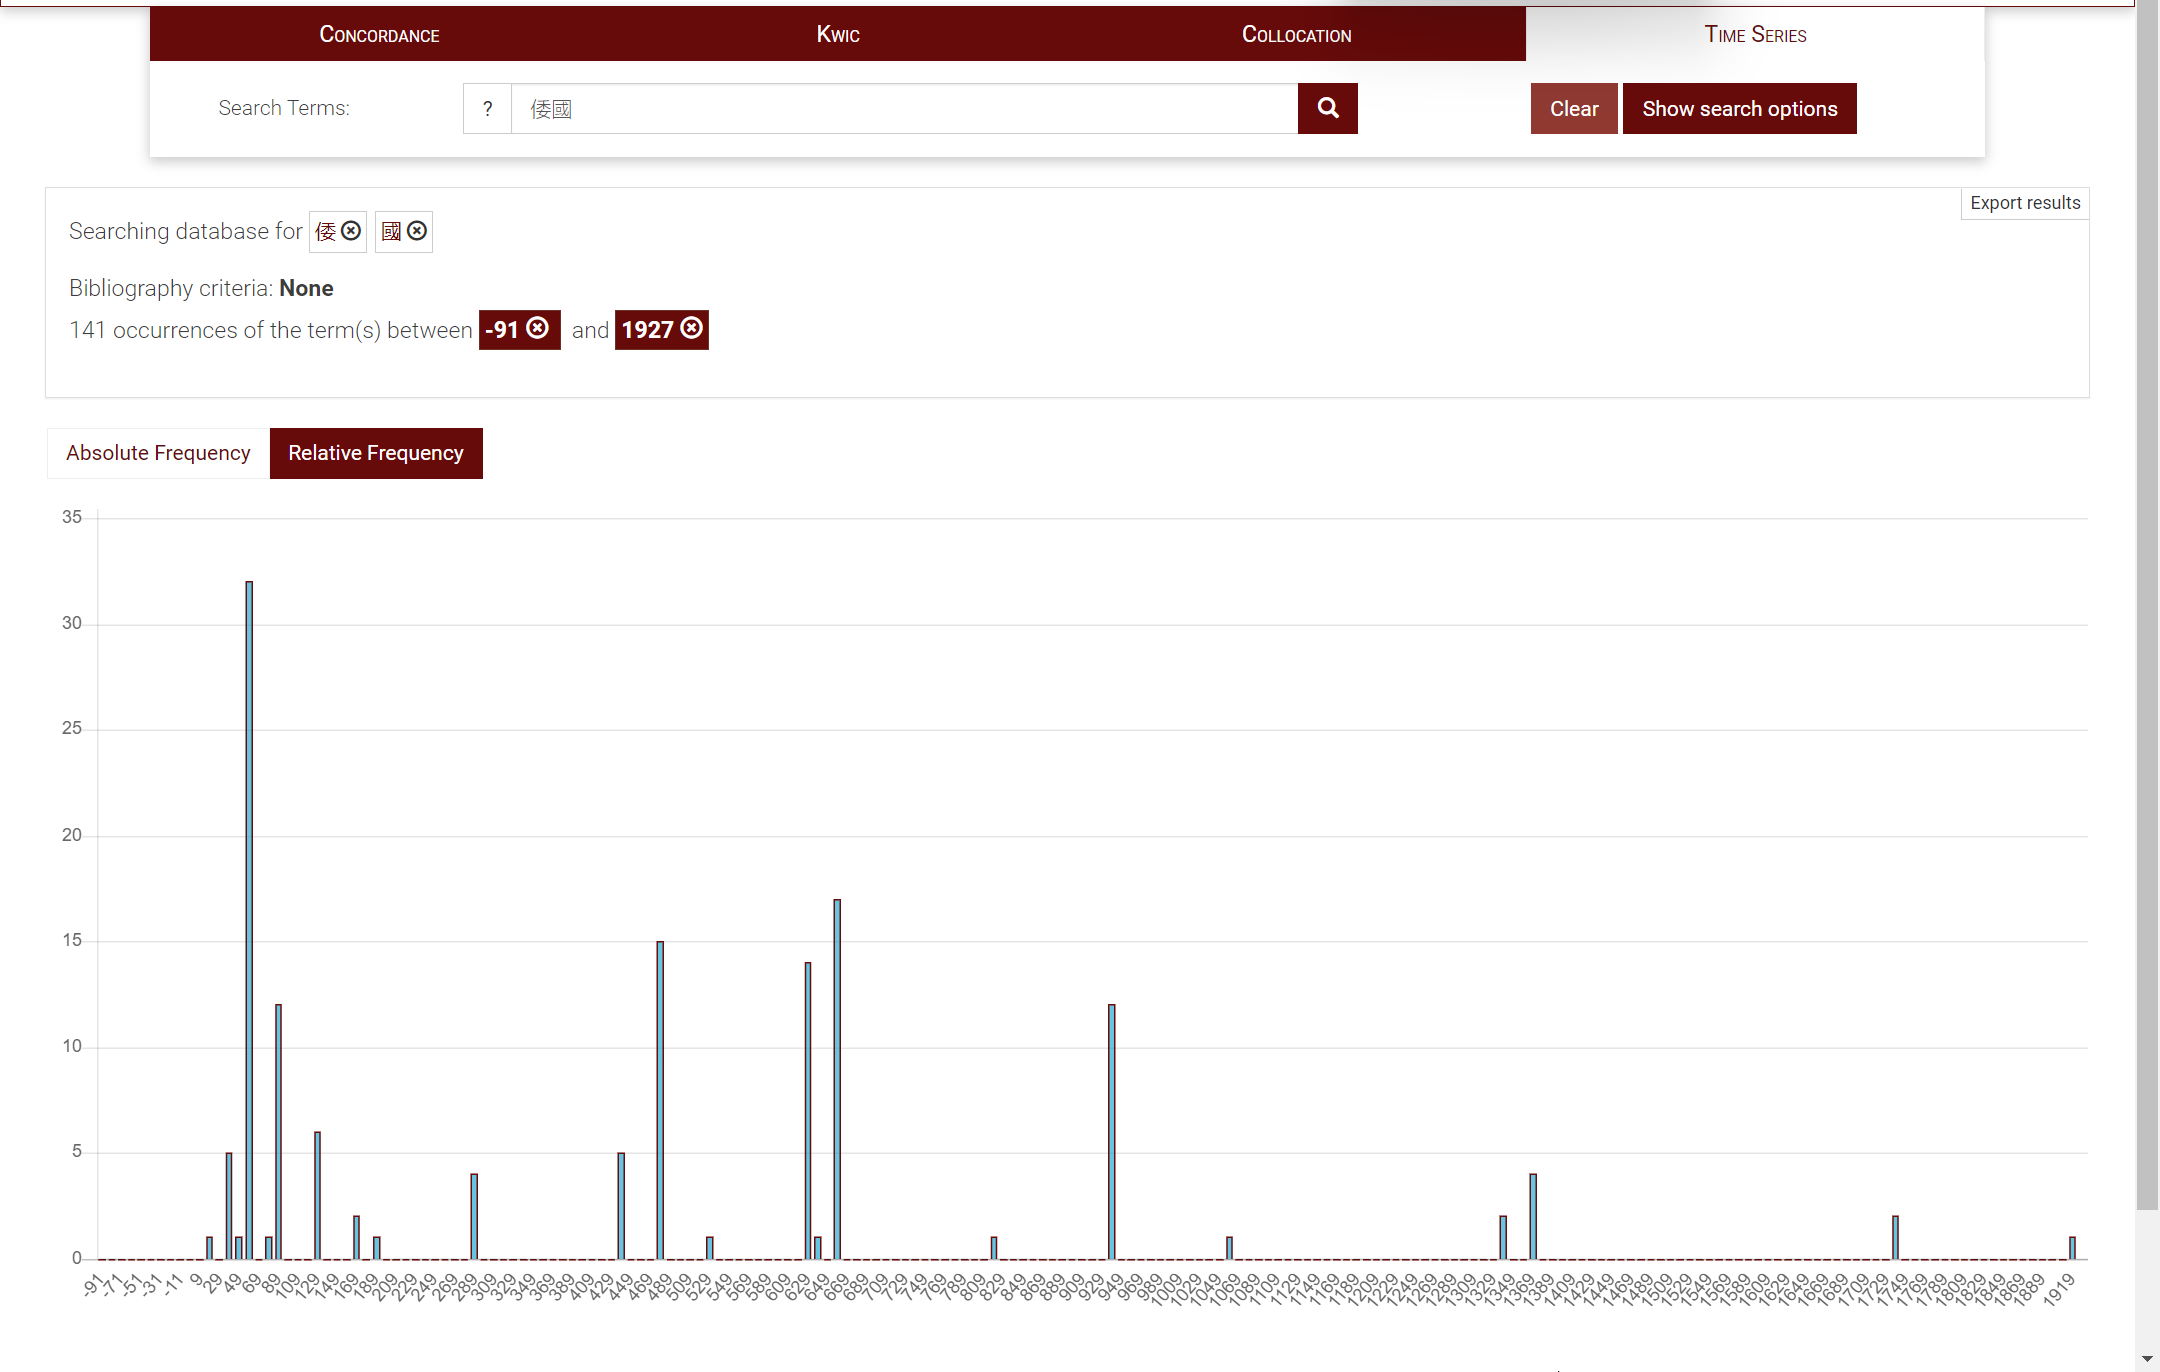 Concordance Kwic Collocation Time Series
Search Terms: ? 倭國 Clear Show search options
Export results
Searching database for 倭 國
Bibliography criteria: None
141 occurrences of the term(s) between -91 and 1927
Absolute Frequency Relative Frequency
35
30
25
20
15
10
5
0
-91 -71 -51 -31 -11 9 29 49 69 89 109 129 149 169 189 209 229 249 269 289 309 329 349 369 389 409 429 449 469 489 509 529 549 569 589 609 629 649 669 689 709 729 749 769 789 809 829 849 869 889 909 929 949 969 989 1009 1029 1049 1069 1089 1109 1129 1149 1169 1189 1209 1229 1249 1269 1289 1309 1329 1349 1369 1389 1409 1429 1449 1469 1489 1509 1529 1549 1569 1589 1609 1629 1649 1669 1689 1709 1729 1749 1769 1789 1809 1829 1849 1869 1889 1919